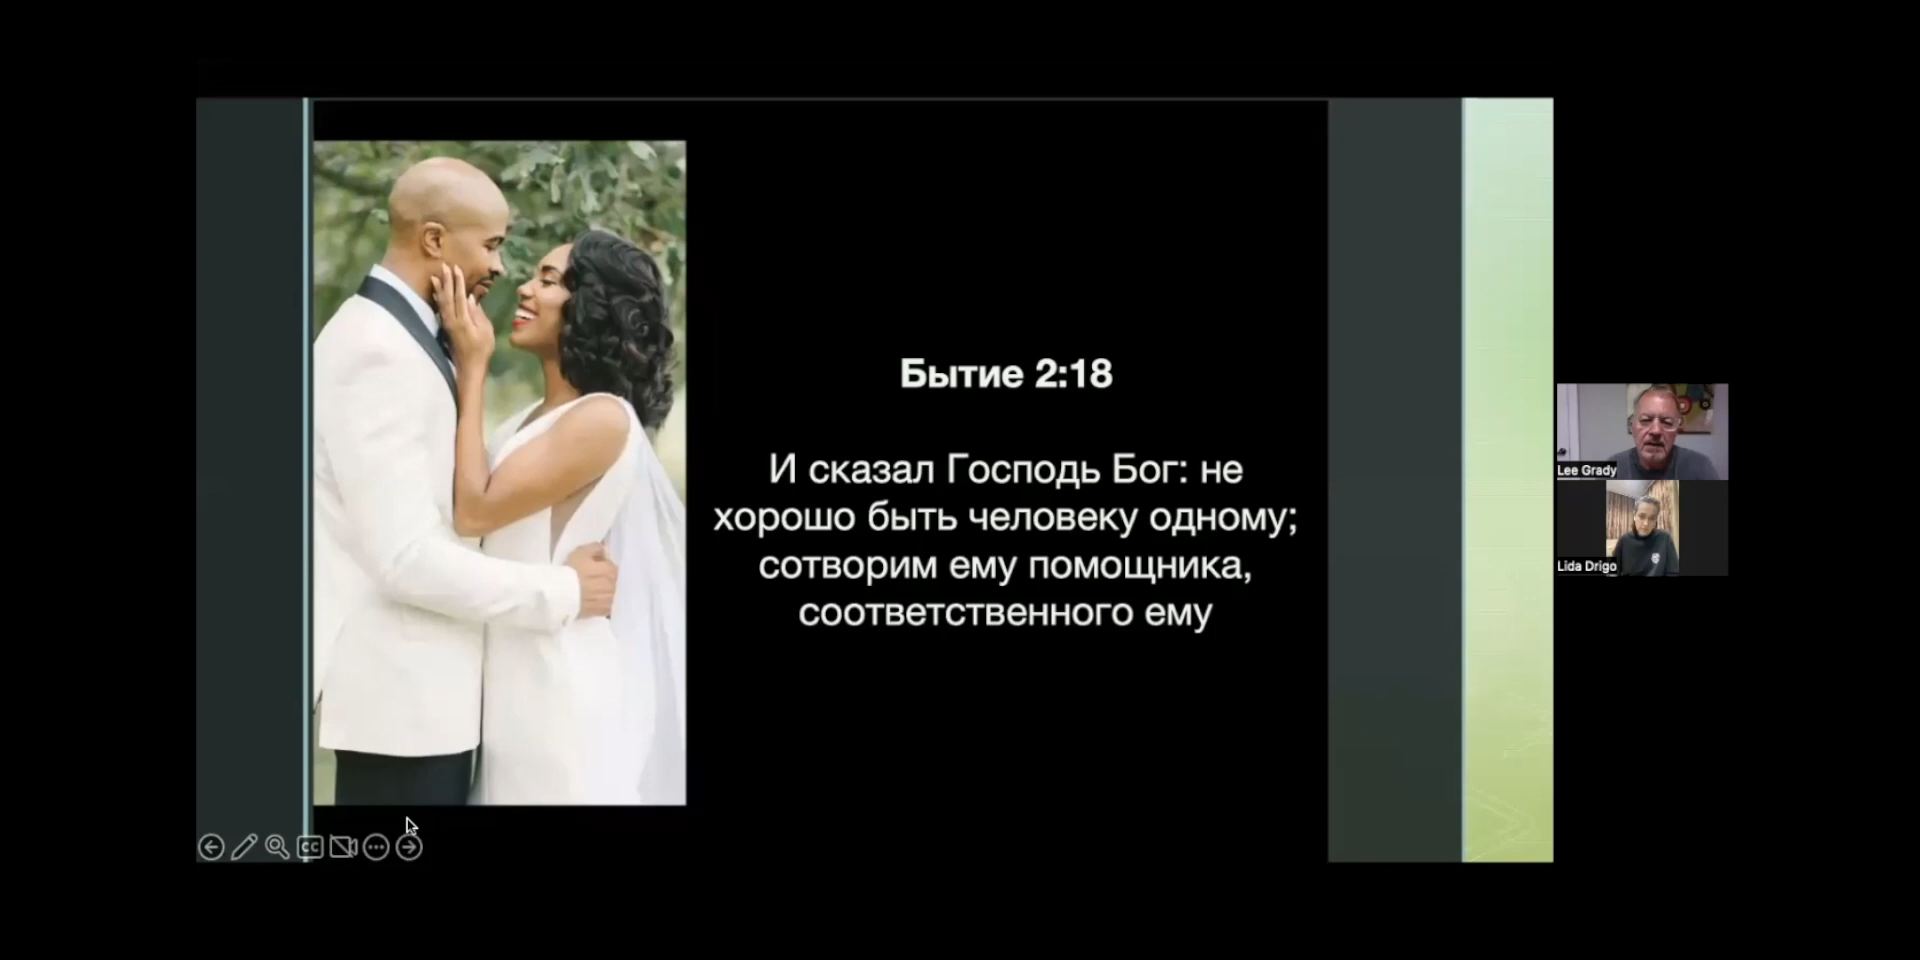 Бытие 2:18
И сказал Господь Бог: не
хорошо быть человеку одному;
сотворим ему помощника,
соответственного ему
Lee Grady
Lida Drigo
CC